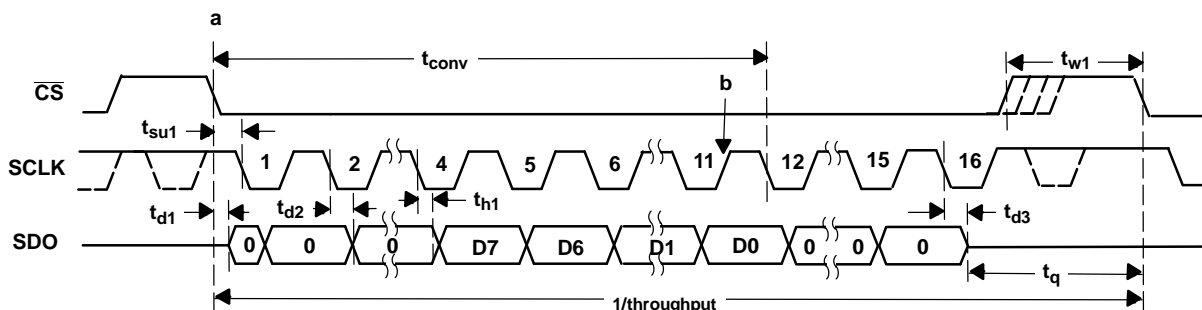 a
t_conv
t_w1
CS
b
t_su1
SCLK
1 2 4 5 6 11 12 15 16
t_d1
t_d2
t_h1
t_d3
SDO
0 0 0 D7 D6 D1 D0 0 0 0
t_q
1/throughput